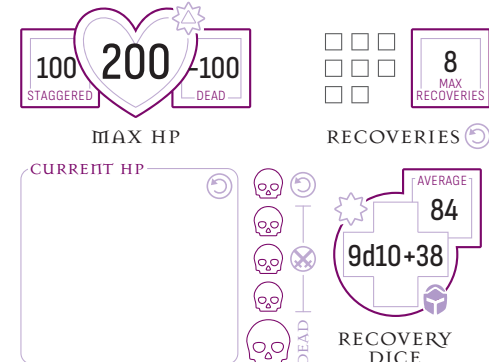 100
STAGGERED
200
-100
DEAD
MAX HP
8
MAX
RECOVERIES
RECOVERIES
CURRENT HP
DEAD
AVERAGE
84
9d10+38
RECOVERY
DICE